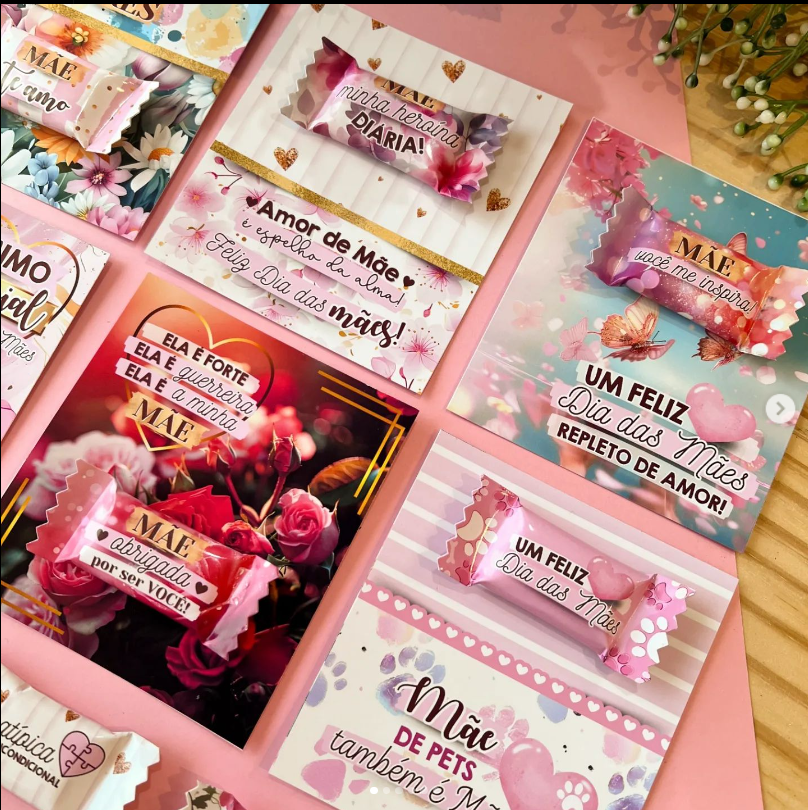 MÃE
te amo
MÃE
minha heroína
DIÁRIA!
Amor de Mãe
é espelho da alma!
Feliz Dia das mães!
MÃE
você me inspira!
UM FELIZ
Dia das Mães
REPLETO DE AMOR!
Mães
ELA É FORTE
ELA É guerreira
ELA É a minha
MÃE
MÃE
obrigada
por ser VOCÊ!
UM FELIZ
Dia das Mães
Mãe
DE PETS
também é
atípica